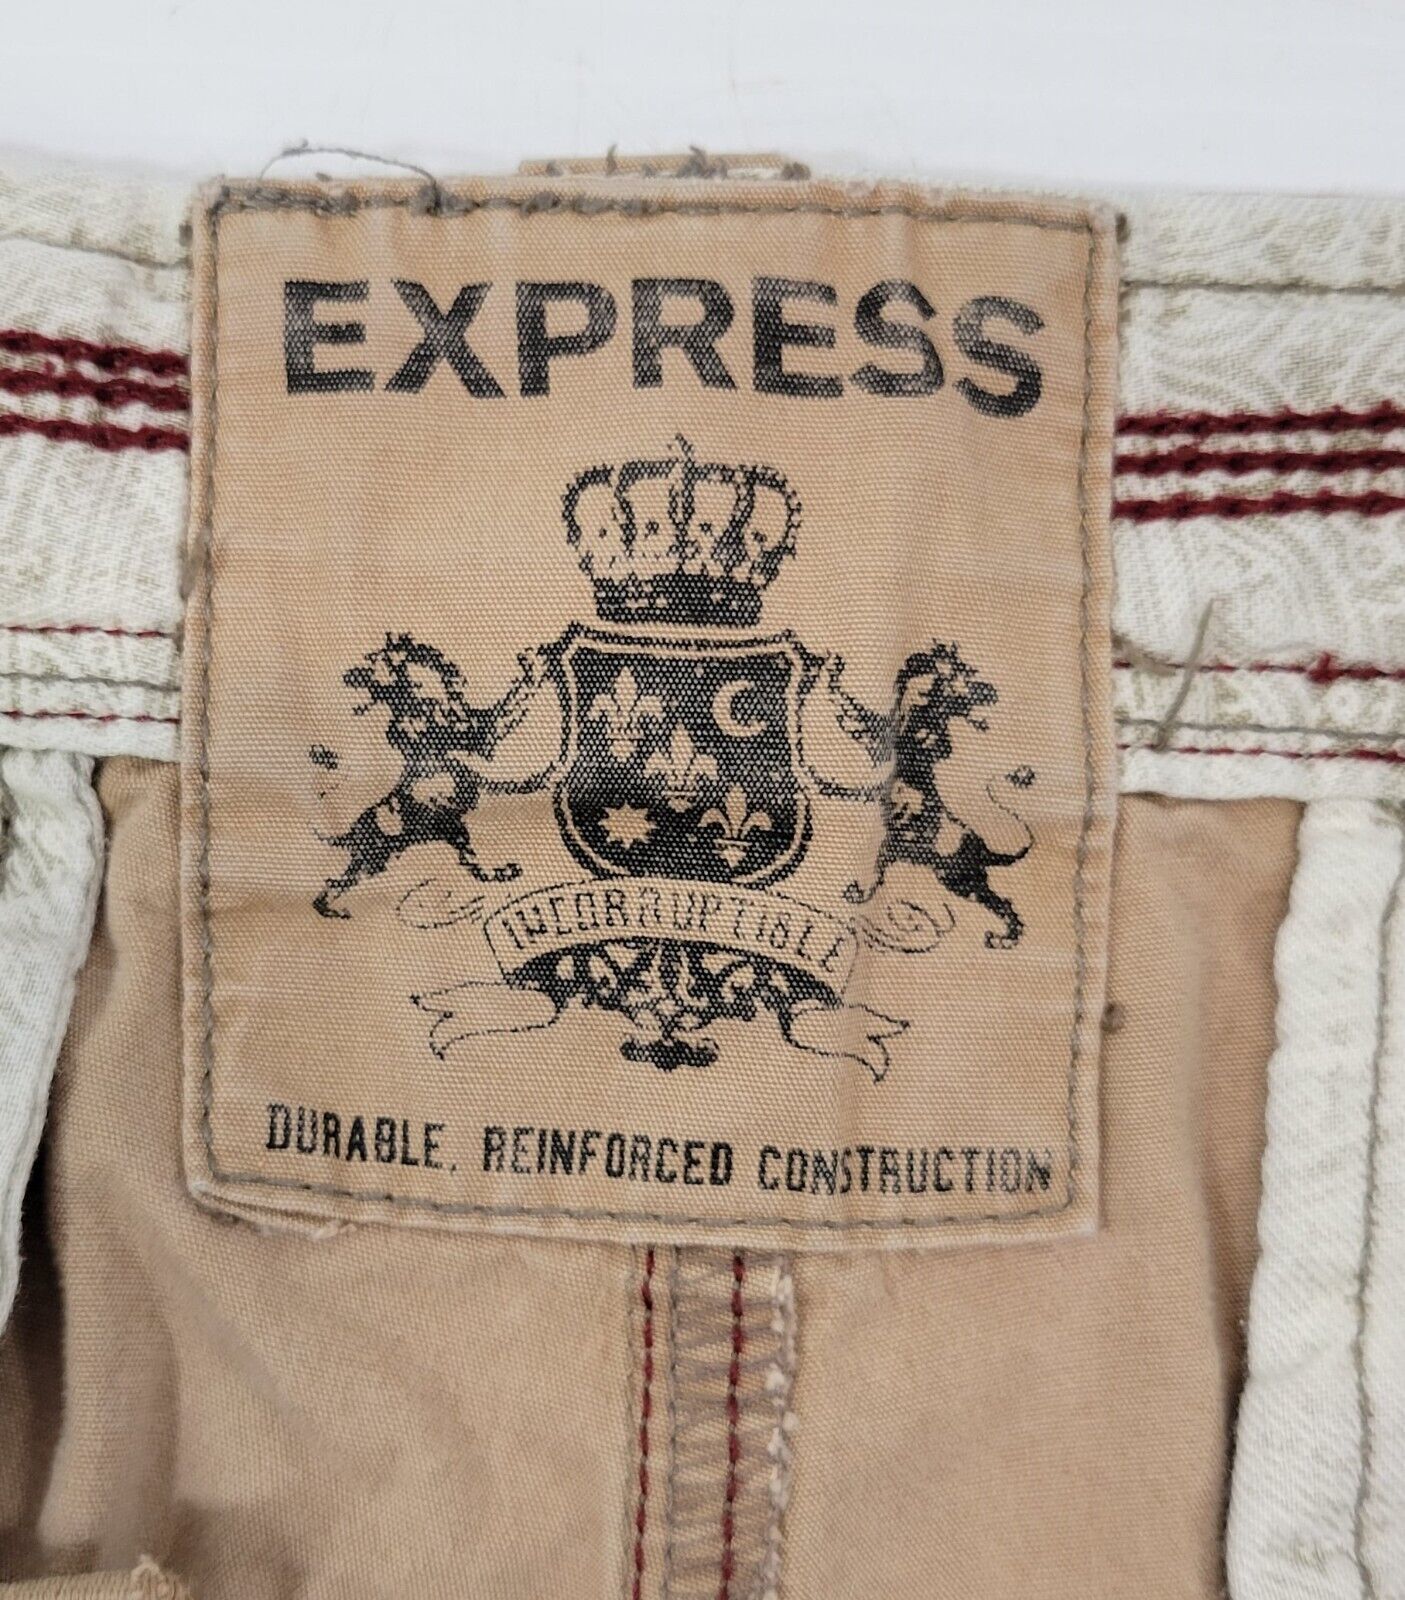 EXPRESS
INCORRUPTIBLE
DURABLE, REINFORCED CONSTRUCTION